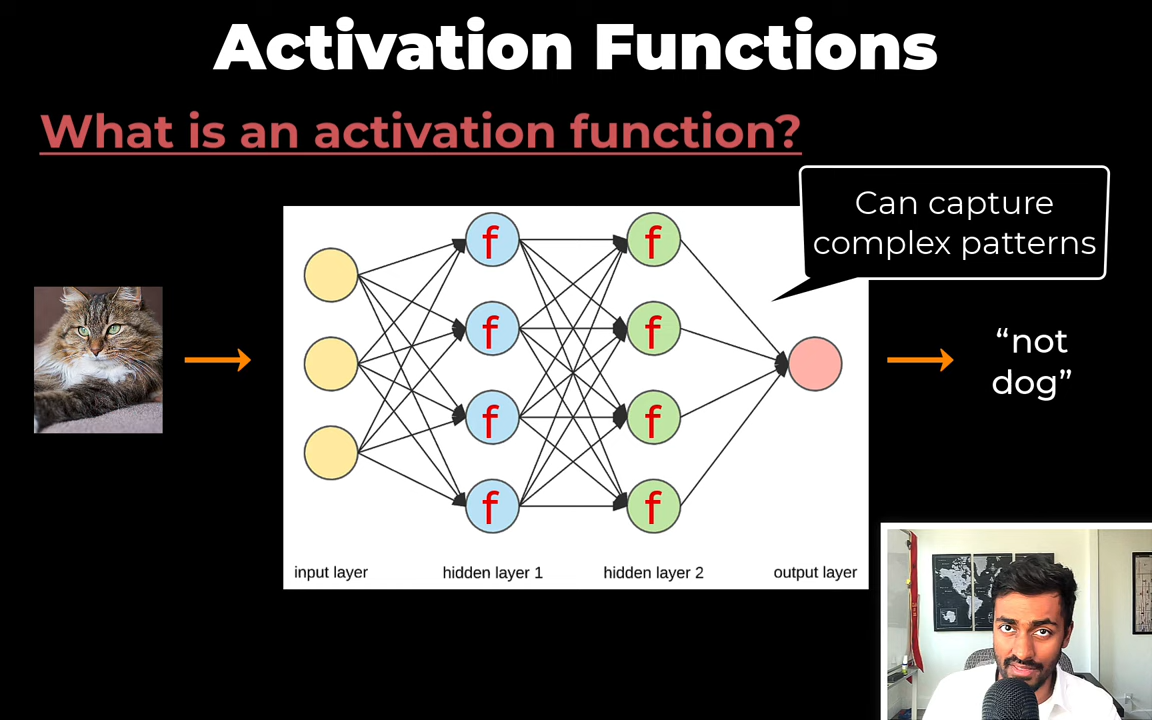 Activation Functions
What is an activation function?
Can capture
complex patterns
f
f
f
f
f
f
f
f
“not
dog”
input layer
hidden layer 1
hidden layer 2
output layer